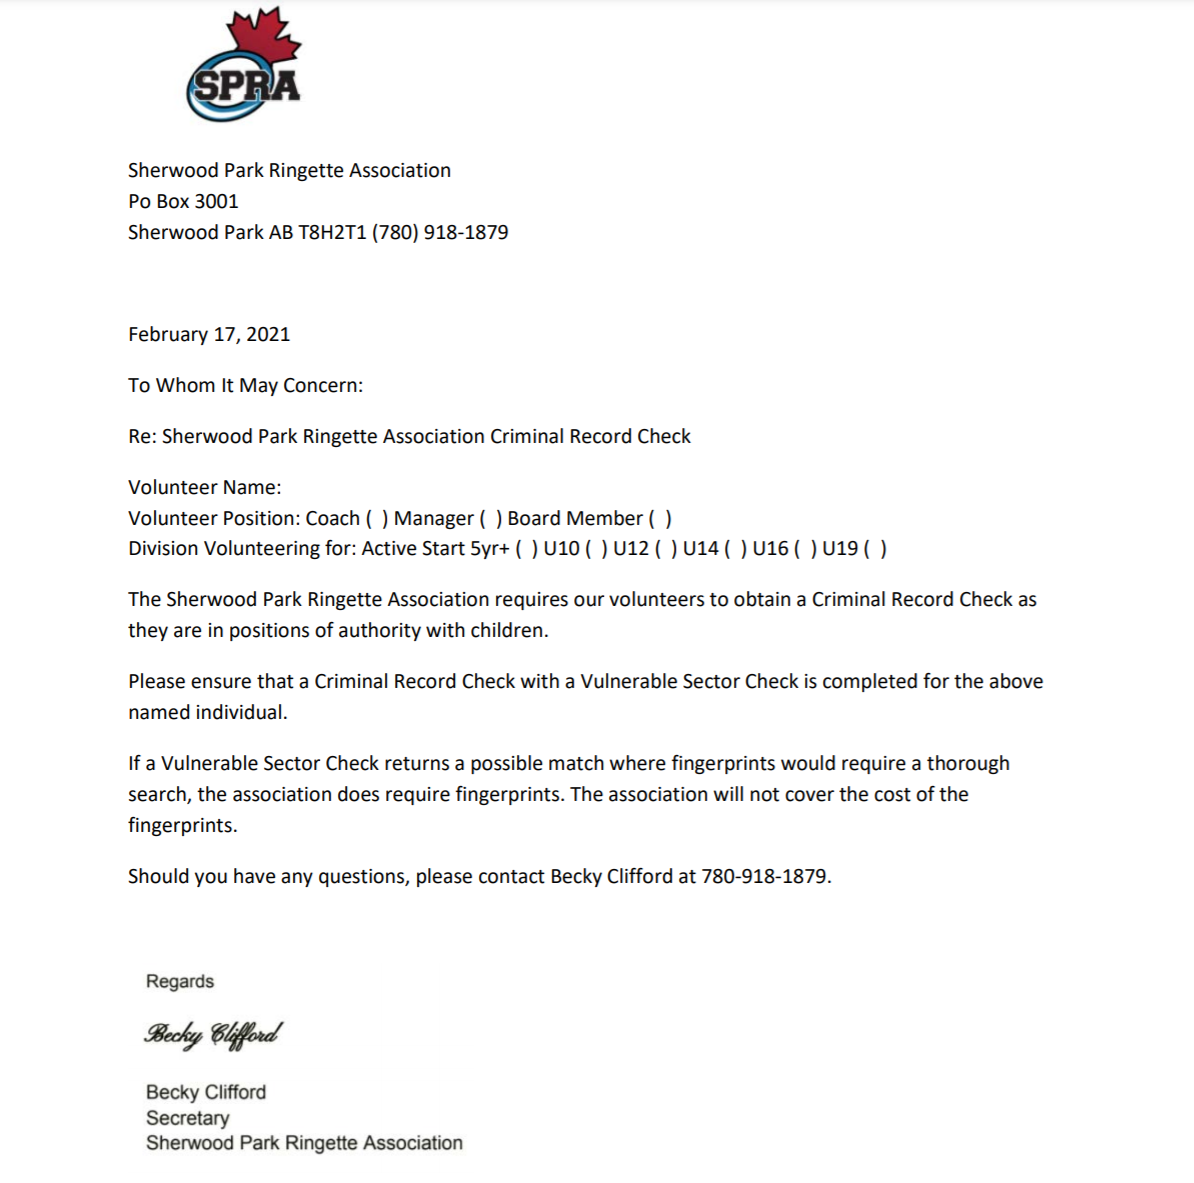 SPRA
Sherwood Park Ringette Association
Po Box 3001
Sherwood Park AB T8H2T1 (780) 918-1879
February 17, 2021
To Whom It May Concern:
Re: Sherwood Park Ringette Association Criminal Record Check
Volunteer Name:
Volunteer Position: Coach ( ) Manager ( ) Board Member ( )
Division Volunteering for: Active Start 5yr+ ( ) U10 ( ) U12 ( ) U14 ( ) U16 ( ) U19 ( )
The Sherwood Park Ringette Association requires our volunteers to obtain a Criminal Record Check as
they are in positions of authority with children.
Please ensure that a Criminal Record Check with a Vulnerable Sector Check is completed for the above
named individual.
If a Vulnerable Sector Check returns a possible match where fingerprints would require a thorough
search, the association does require fingerprints. The association will not cover the cost of the
fingerprints.
Should you have any questions, please contact Becky Clifford at 780-918-1879.
Regards
Becky Clifford
Becky Clifford
Secretary
Sherwood Park Ringette Association